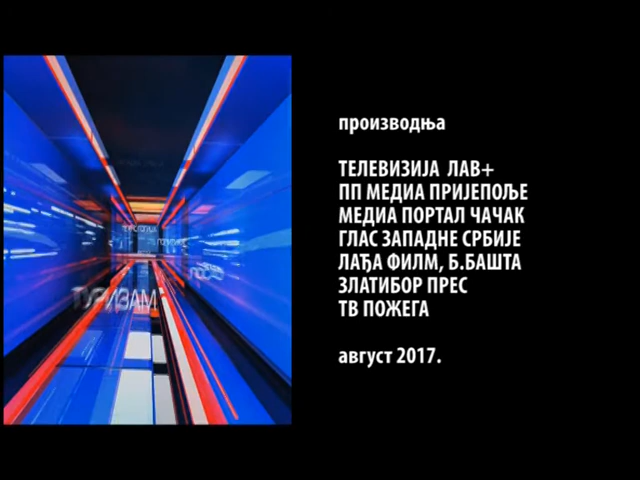 производња
ТЕЛЕВИЗИЈА ЛАВ+
ПП МЕДИА ПРИЈЕПОЉЕ
МЕДИА ПОРТАЛ ЧАЧАК
ГЛАС ЗАПАДНЕ СРБИЈЕ
ЛАЂА ФИЛМ, Б.БАШТА
ЗЛАТИБОР ПРЕС
ТВ ПОЖЕГА
август 2017.
ТУРИЗАМ